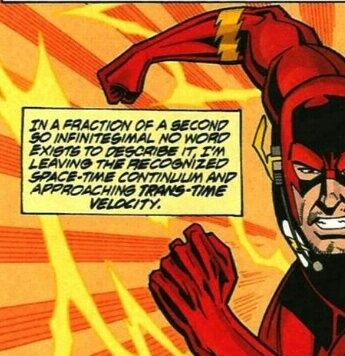 IN A FRACTION OF A SECOND
SO INFINITESIMAL NO WORD
EXISTS TO DESCRIBE IT, I'M
LEAVING THE RECOGNIZED
SPACE-TIME CONTINUUM AND
APPROACHING TRANS-TIME
VELOCITY.